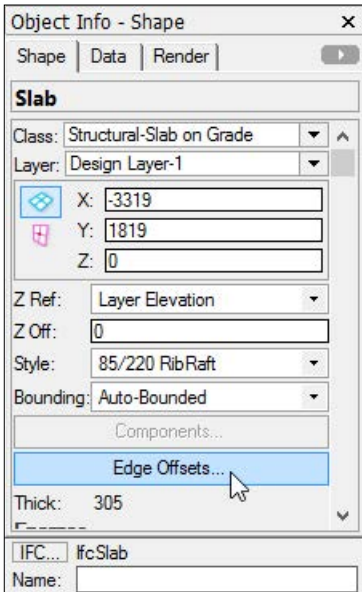 Object Info - Shape
Shape Data Render
Slab
Class: Structural-Slab on Grade
Layer: Design Layer-1
X: -3319
Y: 1819
Z: 0
Z Ref: Layer Elevation
Z Off: 0
Style: 85/220 RibRaft
Bounding: Auto-Bounded
Components...
Edge Offsets...
Thick: 305
IFC... IfcSlab
Name: